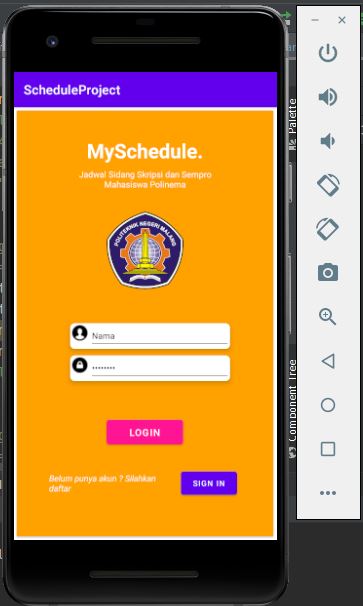 ScheduleProject
MySchedule.
Jadwal Sidang Skripsi dan Sempro
Mahasiswa Polinema
POLITEKNIK NEGERI MALANG
Nama
LOGIN
Belum punya akun ? Silahkan
daftar
SIGN IN
Palette
Component Tree